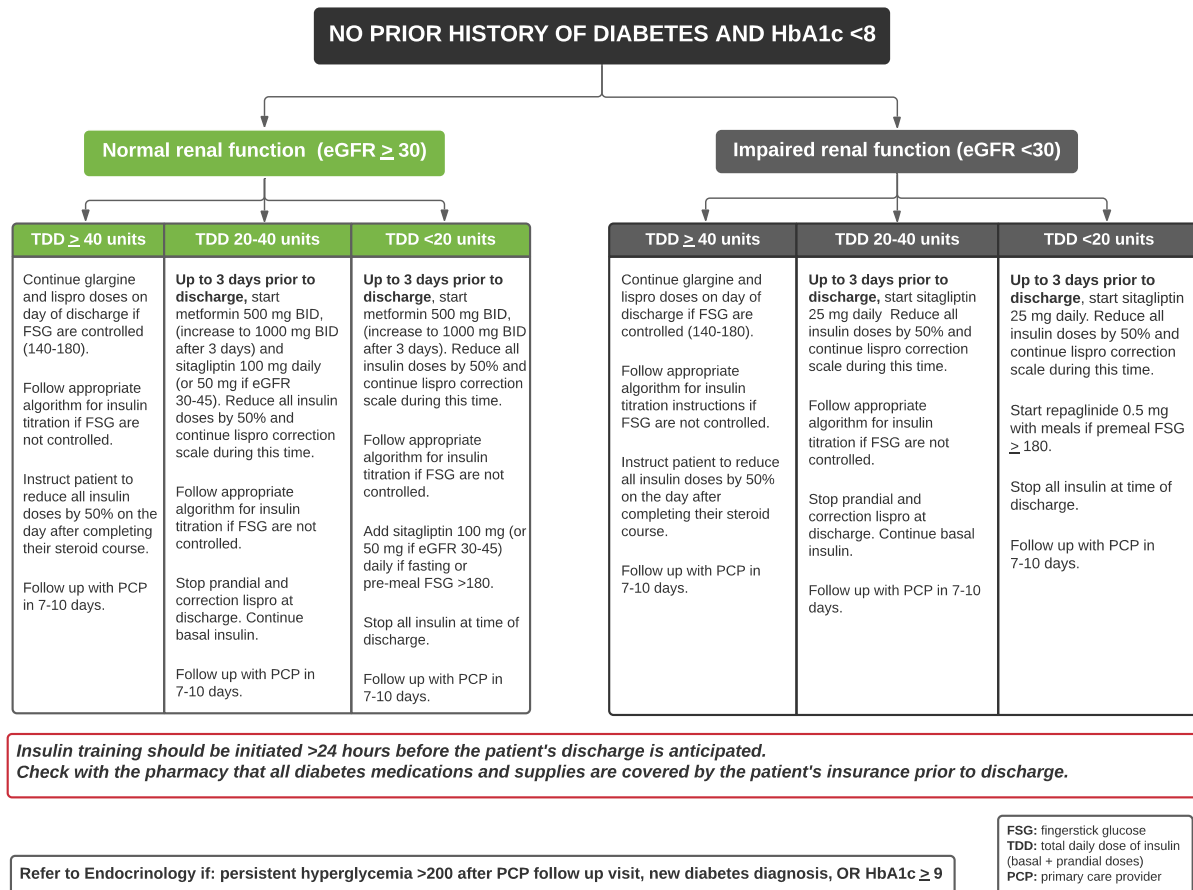 NO PRIOR HISTORY OF DIABETES AND HbA1c <8
Normal renal function (eGFR > 30)
TDD > 40 units
Continue glargine
and lispro doses on
day of discharge if
FSG are controlled
(140-180).
Follow appropriate
algorithm for insulin
titration if FSG are
not controlled.
Instruct patient to
reduce all insulin
doses by 50% on the
day after completing
their steroid course.
Follow up with PCP
in 7-10 days.
TDD 20-40 units
Up to 3 days prior to
discharge, start
metformin 500 mg BID,
(increase to 1000 mg BID
after 3 days) and
sitagliptin 100 mg daily
(or 50 mg if eGFR
30-45). Reduce all insulin
doses by 50% and
continue lispro correction
scale during this time.
Follow appropriate
algorithm for insulin
titration if FSG are not
controlled.
Stop prandial and
correction lispro at
discharge. Continue
basal insulin.
Follow up with PCP in
7-10 days.
TDD <20 units
Up to 3 days prior to
discharge, start
metformin 500 mg BID,
(increase to 1000 mg BID
after 3 days). Reduce all
insulin doses by 50% and
continue lispro correction
scale during this time.
Follow appropriate
algorithm for insulin
titration if FSG are not
controlled.
Add sitagliptin 100 mg (or
50 mg if eGFR 30-45)
daily if fasting or
pre-meal FSG >180.
Stop all insulin at time of
discharge.
Follow up with PCP in
7-10 days.
Impaired renal function (eGFR <30)
TDD > 40 units
Continue glargine and
lispro doses on day of
discharge if FSG are
controlled (140-180).
Follow appropriate
algorithm for insulin
titration instructions if
FSG are not controlled.
Instruct patient to reduce
all insulin doses by 50%
on the day after
completing their steroid
course.
Follow up with PCP in
7-10 days.
TDD 20-40 units
Up to 3 days prior to
discharge, start sitagliptin
25 mg daily Reduce all
insulin doses by 50% and
continue lispro correction
scale during this time.
Follow appropriate
algorithm for insulin
titration if FSG are not
controlled.
Stop prandial and
correction lispro at
discharge. Continue basal
insulin.
Follow up with PCP in 7-10
days.
TDD <20 units
Up to 3 days prior to
discharge, start sitagliptin
25 mg daily. Reduce all
insulin doses by 50% and
continue lispro correction
scale during this time.
Start repaglinide 0.5 mg
with meals if premeal FSG
> 180.
Stop all insulin at time of
discharge.
Follow up with PCP in
7-10 days.
Insulin training should be initiated >24 hours before the patient's discharge is anticipated.
Check with the pharmacy that all diabetes medications and supplies are covered by the patient's insurance prior to discharge.
FSG: fingerstick glucose
TDD: total daily dose of insulin
(basal + prandial doses)
PCP: primary care provider
Refer to Endocrinology if: persistent hyperglycemia >200 after PCP follow up visit, new diabetes diagnosis, OR HbA1c > 9